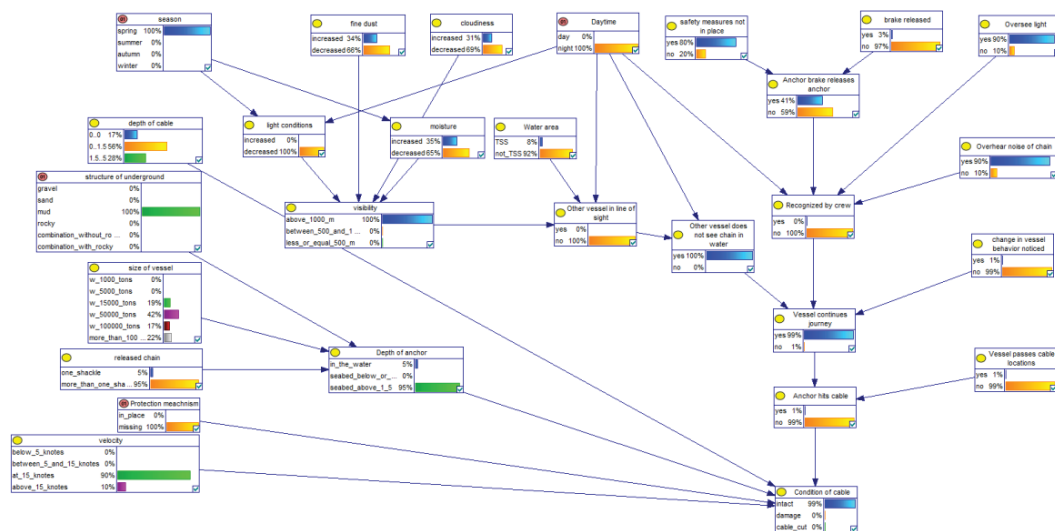 season
spring 100%
summer 0%
autumn 0%
winter 0%
fine dust
increased 34%
decreased 66%
cloudiness
increased 31%
decreased 69%
Daytime
day 0%
night 100%
safety measures not
in place
yes 80%
no 20%
brake released
yes 3%
no 97%
Oversee light
yes 90%
no 10%
Anchor brake releases
anchor
yes 41%
no 59%
depth of cable
0..0 17%
0..1.5 56%
1.5..5 28%
light conditions
increased 0%
decreased 100%
moisture
increased 35%
decreased 65%
Water area
TSS 8%
not_TSS 92%
Overhear noise of chain
yes 90%
no 10%
structure of underground
gravel 0%
sand 0%
mud 100%
rocky 0%
combination_without_ro ... 0%
combination_with_rocky 0%
visibility
above_1000_m 100%
between_500_and_1 ... 0%
less_or_equal_500_m 0%
Other vessel in line of
sight
yes 0%
no 100%
Recognized by crew
yes 0%
no 100%
Other vessel does
not see chain in
water
yes 100%
no 0%
change in vessel
behavior noticed
yes 1%
no 99%
size of vessel
w_1000_tons 0%
w_5000_tons 0%
w_15000_tons 19%
w_50000_tons 42%
w_100000_tons 17%
more_than_100 ... 22%
Vessel continues
journey
yes 99%
no 1%
released chain
one_shackle 5%
more_than_one_sha... 95%
Depth of anchor
in_the_water 5%
seabed_below_or_... 0%
seabed_above_1_5 95%
Vessel passes cable
locations
yes 1%
no 99%
Anchor hits cable
yes 1%
no 99%
Protection meachnism
in_place 0%
missing 100%
velocity
below_5_knotes 0%
between_5_and_15_knotes 0%
at_15_knotes 90%
above_15_knotes 10%
Condition of cable
intact 99%
damage 0%
cable_cut 0%